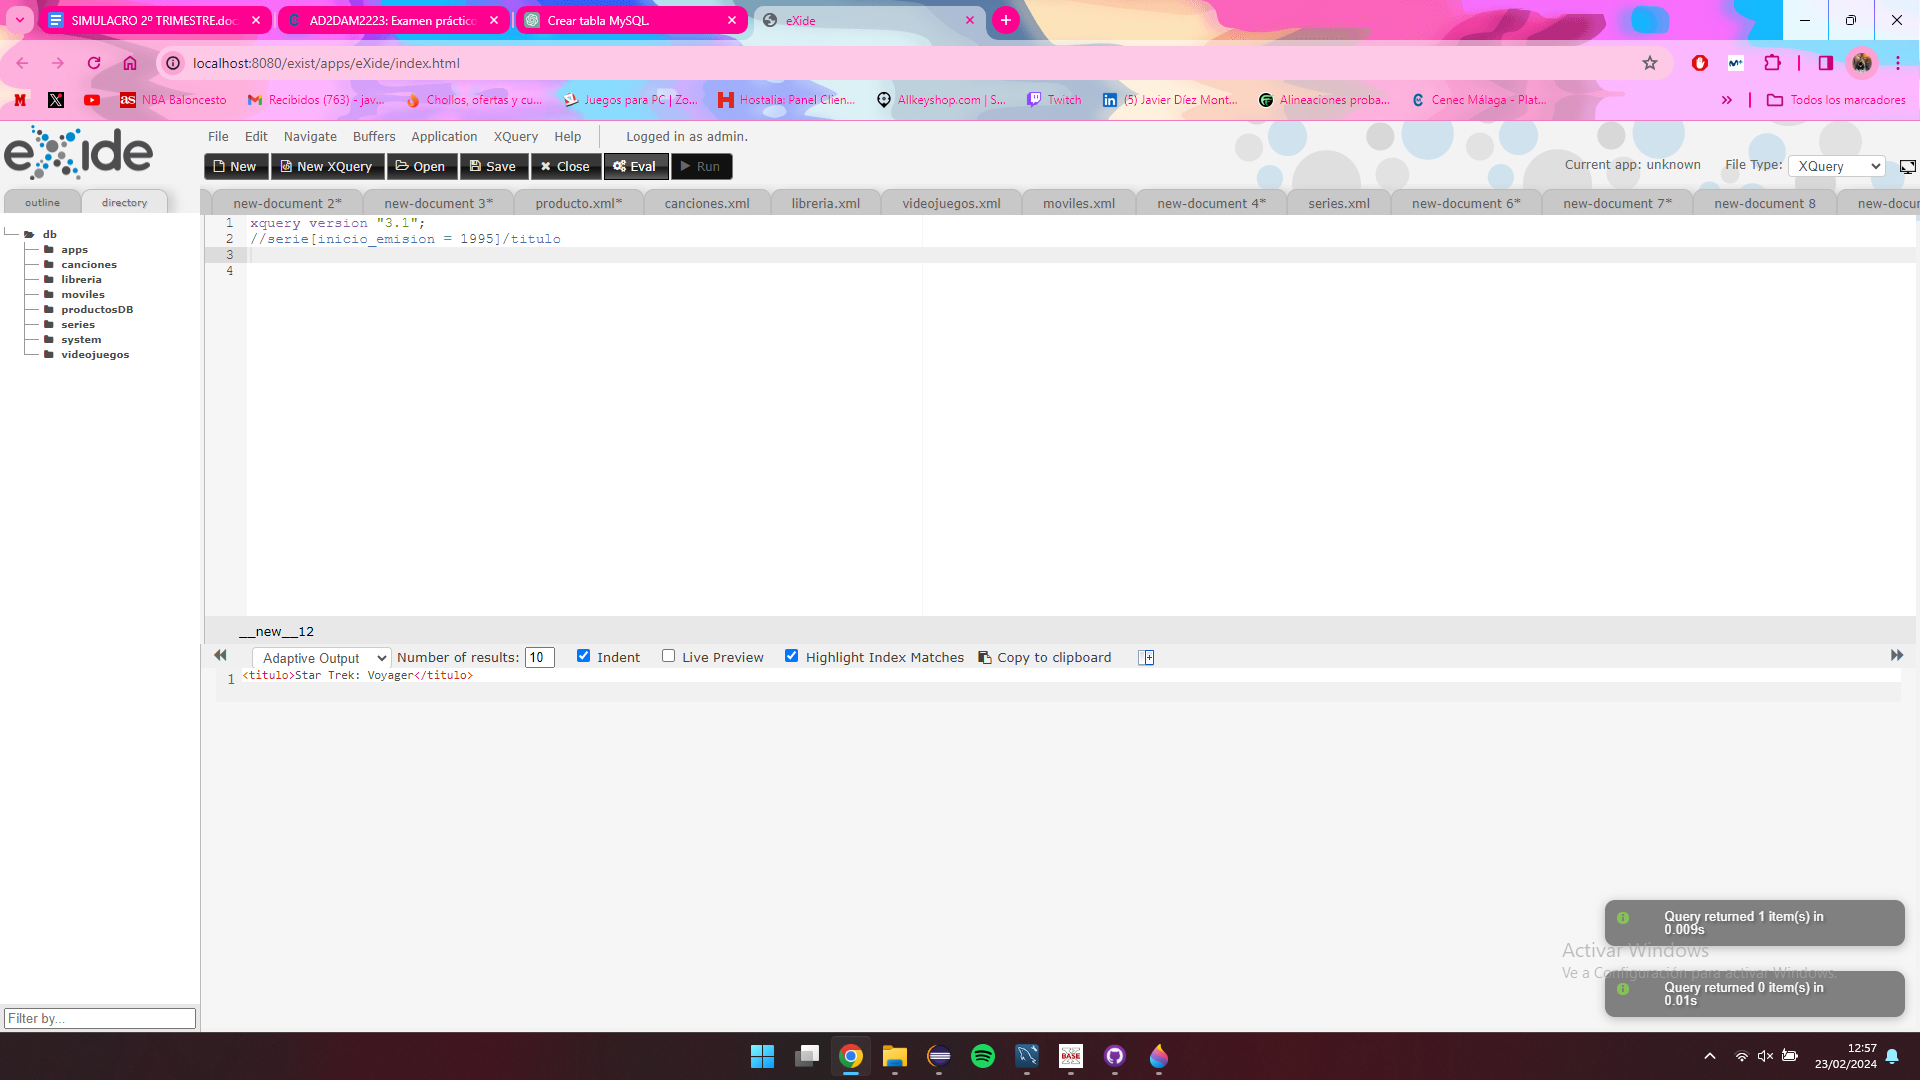 SIMULACRO 2º TRIMESTRE.doc
AD2DAM2223: Examen práctico
Crear tabla MySQL.
eXide
localhost:8080/exist/apps/eXide/index.html
NBA Baloncesto
Recibidos (763) - jav...
Chollos, ofertas y cu...
Juegos para PC | Zo...
Hostalia: Panel Clien...
Allkeyshop.com | S...
Twitch
(5) Javier Díez Mont...
Alineaciones proba...
Cenec Málaga - Plat...
Todos los marcadores
eXide
File Edit Navigate Buffers Application XQuery Help Logged in as admin.
New New XQuery Open Save Close Eval Run
Current app: unknown File Type: XQuery
outline directory
new-document 2* new-document 3* producto.xml* canciones.xml libreria.xml videojuegos.xml moviles.xml new-document 4* series.xml new-document 6* new-document 7* new-document 8 new-docu
db
apps
canciones
libreria
moviles
productosDB
series
system
videojuegos
1 xquery version "3.1";
2 //serie[inicio_emision = 1995]/titulo
3
4
__new__12
Adaptive Output Number of results: 10 Indent Live Preview Highlight Index Matches Copy to clipboard
1 <titulo>Star Trek: Voyager</titulo>
Query returned 1 item(s) in
0.009s
Activar Windows
Ve a Configuración para activar Windows.
Query returned 0 item(s) in
0.01s
Filter by...
BASE
12:57
23/02/2024